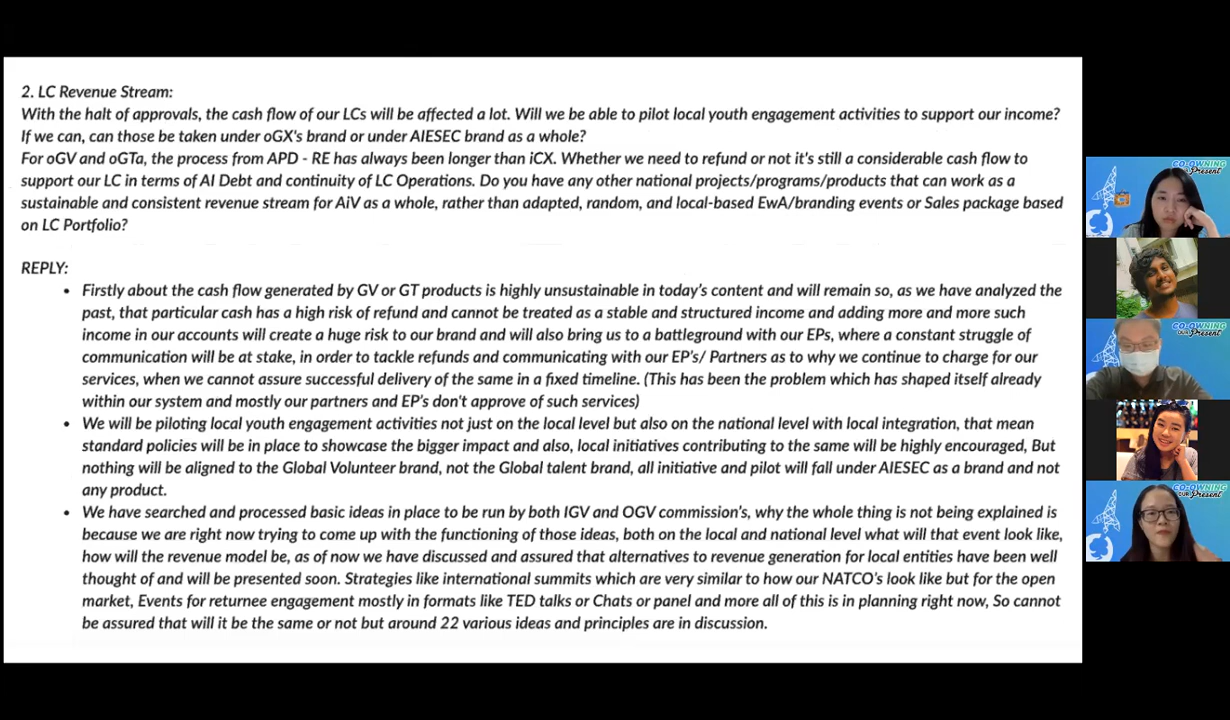 2. LC Revenue Stream:
With the halt of approvals, the cash flow of our LCs will be affected a lot. Will we be able to pilot local youth engagement activities to support our income?
If we can, can those be taken under oGX's brand or under AIESEC brand as a whole?
For oGV and oGTa, the process from APD - RE has always been longer than iCX. Whether we need to refund or not it's still a considerable cash flow to
support our LC in terms of AI Debt and continuity of LC Operations. Do you have any other national projects/programs/products that can work as a
sustainable and consistent revenue stream for AiV as a whole, rather than adapted, random, and local-based EwA/branding events or Sales package based
on LC Portfolio?
REPLY:
• Firstly about the cash flow generated by GV or GT products is highly unsustainable in today's content and will remain so, as we have analyzed the
past, that particular cash has a high risk of refund and cannot be treated as a stable and structured income and adding more and more such
income in our accounts will create a huge risk to our brand and will also bring us to a battleground with our EPs, where a constant struggle of
communication will be at stake, in order to tackle refunds and communicating with our EP's/ Partners as to why we continue to charge for our
services, when we cannot assure successful delivery of the same in a fixed timeline. (This has been the problem which has shaped itself already
within our system and mostly our partners and EP's don't approve of such services)
• We will be piloting local youth engagement activities not just on the local level but also on the national level with local integration, that mean
standard policies will be in place to showcase the bigger impact and also, local initiatives contributing to the same will be highly encouraged, But
nothing will be aligned to the Global Volunteer brand, not the Global talent brand, all initiative and pilot will fall under AIESEC as a brand and not
any product.
• We have searched and processed basic ideas in place to be run by both IGV and OGV commission's, why the whole thing is not being explained is
because we are right now trying to come up with the functioning of those ideas, both on the local and national level what will that event look like,
how will the revenue model be, as of now we have discussed and assured that alternatives to revenue generation for local entities have been well
thought of and will be presented soon. Strategies like international summits which are very similar to how our NATCO's look like but for the open
market, Events for returnee engagement mostly in formats like TED talks or Chats or panel and more all of this is in planning right now, So cannot
be assured that will it be the same or not but around 22 various ideas and principles are in discussion.
CO-OWNING
OUR Present
CO-OWNING
OUR Present
CO-OWNING
OUR Present